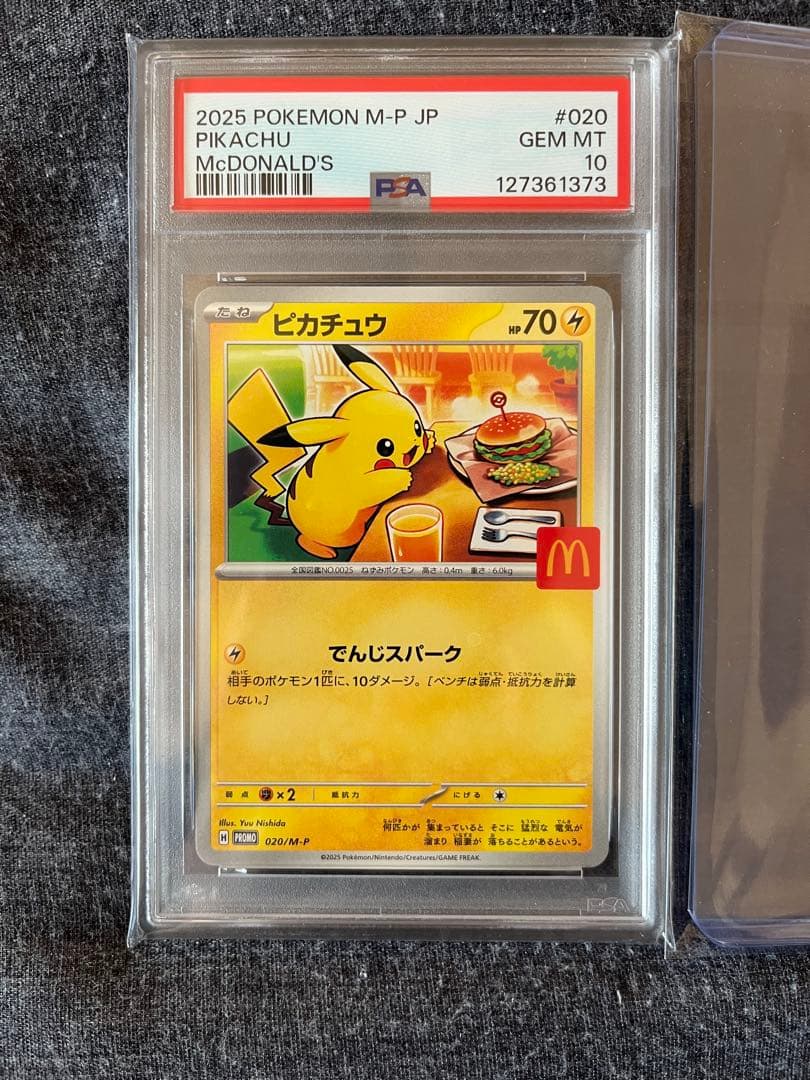 2025 POKEMON M-P JP #020
PIKACHU GEM MT
McDONALD'S 10
PSA 127361373
たね ピカチュウ HP70
全国図鑑NO.0025 ねずみポケモン 高さ:0.4m 重さ:6.0kg
でんじスパーク
相手のポケモン1匹に、10ダメージ。[ベンチは弱点・抵抗力を計算
しない。]
弱点 ×2 抵抗力 にげる
Illus. Yuu Nishida
何匹かが 集まっていると そこに 猛烈な 電気が
溜まり 稲妻が 落ちることがあるという。
PROMO 020/M-P
©2025 Pokémon/Nintendo/Creatures/GAME FREAK.
PSA